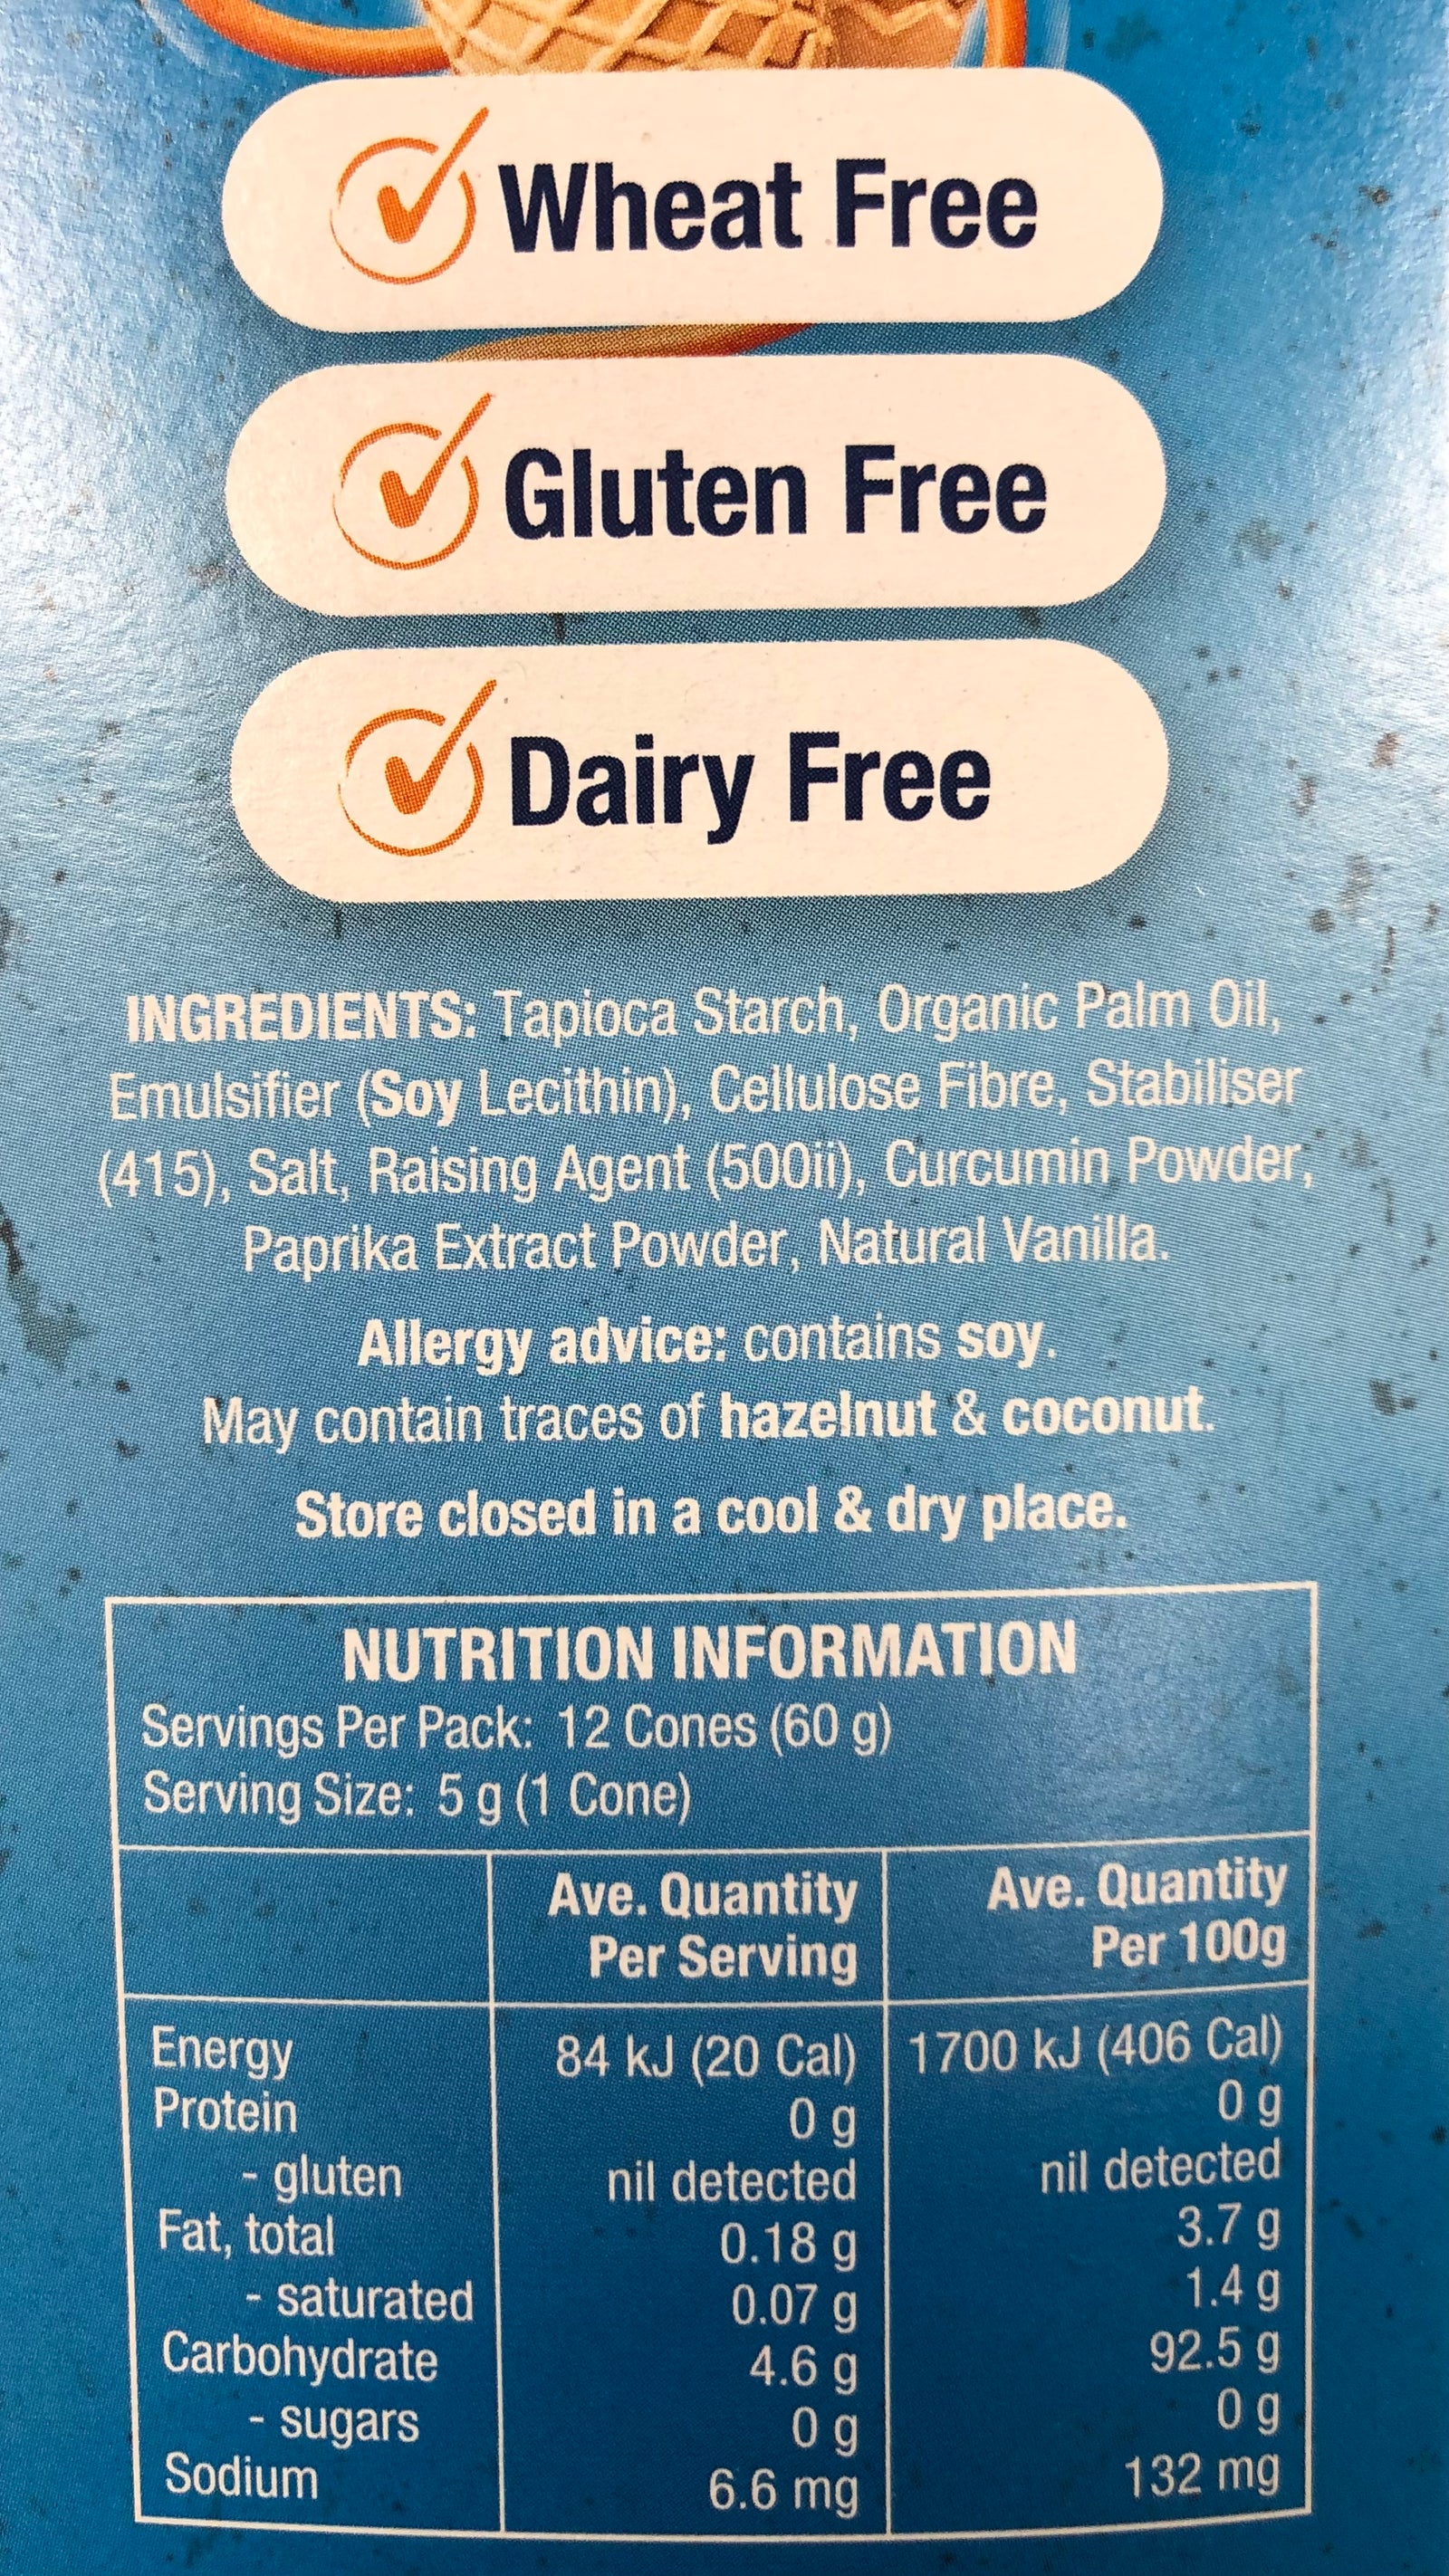 Wheat Free
Gluten Free
Dairy Free
INGREDIENTS: Tapioca Starch, Organic Palm Oil,
Emulsifier (Soy Lecithin), Cellulose Fibre, Stabiliser
(415), Salt, Raising Agent (500ii), Curcumin Powder,
Paprika Extract Powder, Natural Vanilla.
Allergy advice: contains soy.
May contain traces of hazelnut & coconut.
Store closed in a cool & dry place.
NUTRITION INFORMATION
Servings Per Pack: 12 Cones (60 g)
Serving Size: 5 g (1 Cone)
Ave. Quantity Per Serving Ave. Quantity Per 100g
Energy 84 kJ (20 Cal) 1700 kJ (406 Cal)
Protein 0 g 0 g
- gluten nil detected nil detected
Fat, total 0.18 g 3.7 g
- saturated 0.07 g 1.4 g
Carbohydrate 4.6 g 92.5 g
- sugars 0 g 0 g
Sodium 6.6 mg 132 mg